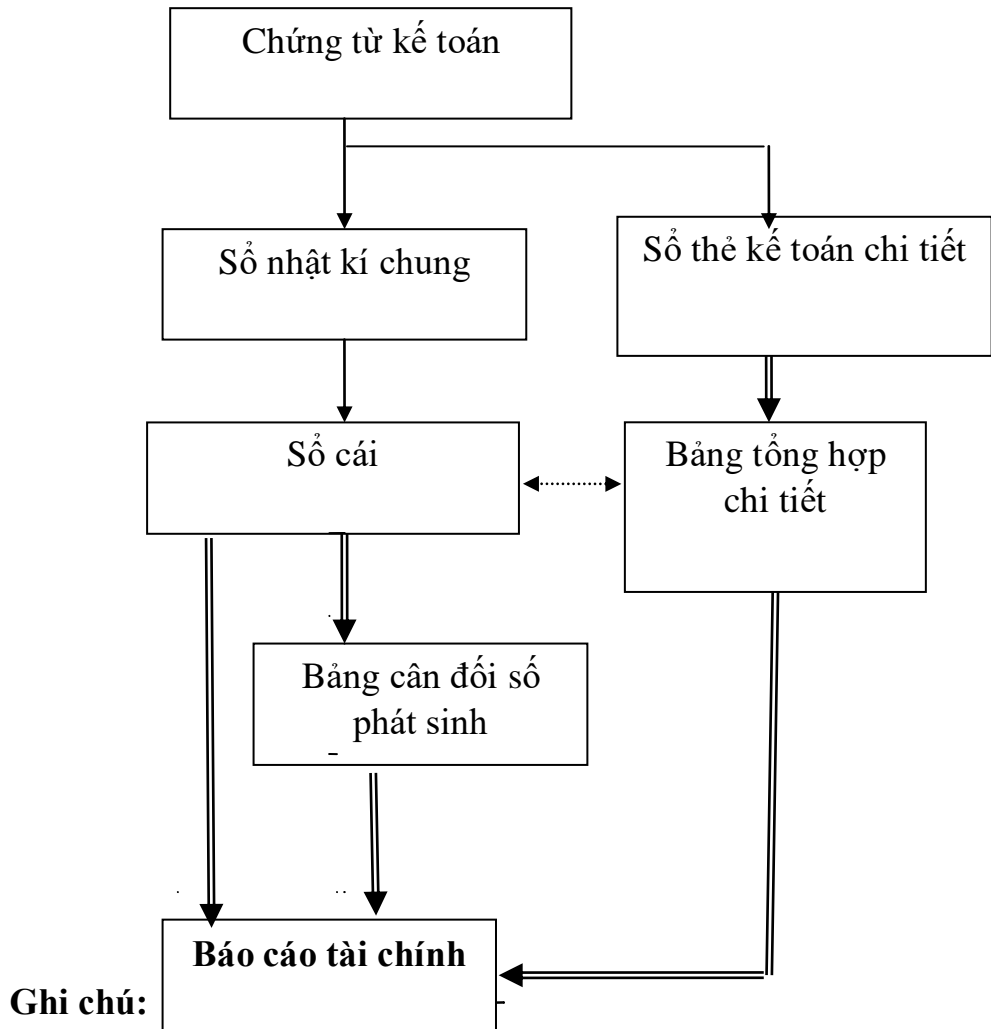 Chứng từ kế toán
Sổ nhật kí chung
Sổ thẻ kế toán chi tiết
Sổ cái
Bảng tổng hợp
chi tiết
Bảng cân đối số
phát sinh
Báo cáo tài chính
Ghi chú: